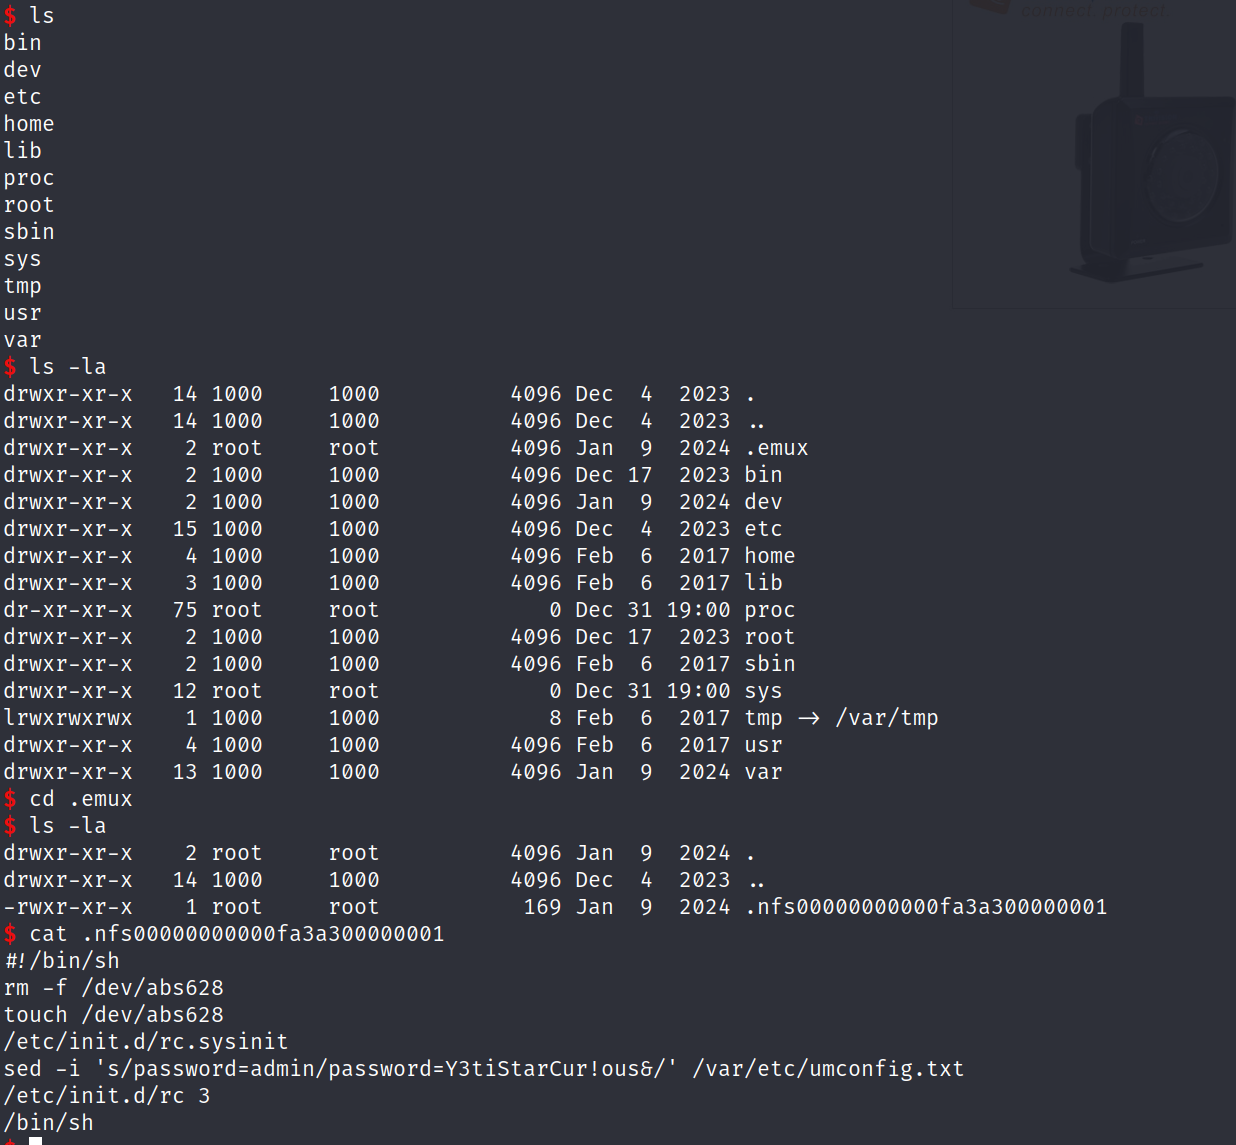 connect. protect.
$ ls
bin
dev
etc
home
lib
proc
root
sbin
sys
tmp
usr
var
$ ls -la
drwxr-xr-x   14 1000     1000          4096 Dec  4  2023 .
drwxr-xr-x   14 1000     1000          4096 Dec  4  2023 ..
drwxr-xr-x    2 root     root          4096 Jan  9  2024 .emux
drwxr-xr-x    2 1000     1000          4096 Dec 17  2023 bin
drwxr-xr-x    2 1000     1000          4096 Jan  9  2024 dev
drwxr-xr-x   15 1000     1000          4096 Dec  4  2023 etc
drwxr-xr-x    4 1000     1000          4096 Feb  6  2017 home
drwxr-xr-x    3 1000     1000          4096 Feb  6  2017 lib
dr-xr-xr-x   75 root     root             0 Dec 31 19:00 proc
drwxr-xr-x    2 1000     1000          4096 Dec 17  2023 root
drwxr-xr-x    2 1000     1000          4096 Feb  6  2017 sbin
drwxr-xr-x   12 root     root             0 Dec 31 19:00 sys
lrwxrwxrwx    1 1000     1000             8 Feb  6  2017 tmp -> /var/tmp
drwxr-xr-x    4 1000     1000          4096 Feb  6  2017 usr
drwxr-xr-x   13 1000     1000          4096 Jan  9  2024 var
$ cd .emux
$ ls -la
drwxr-xr-x    2 root     root          4096 Jan  9  2024 .
drwxr-xr-x   14 1000     1000          4096 Dec  4  2023 ..
-rwxr-xr-x    1 root     root           169 Jan  9  2024 .nfs00000000000fa3a300000001
$ cat .nfs00000000000fa3a300000001
#!/bin/sh
rm -f /dev/abs628
touch /dev/abs628
/etc/init.d/rc.sysinit
sed -i 's/password=admin/password=Y3tiStarCur!ous&/' /var/etc/umconfig.txt
/etc/init.d/rc 3
/bin/sh
$